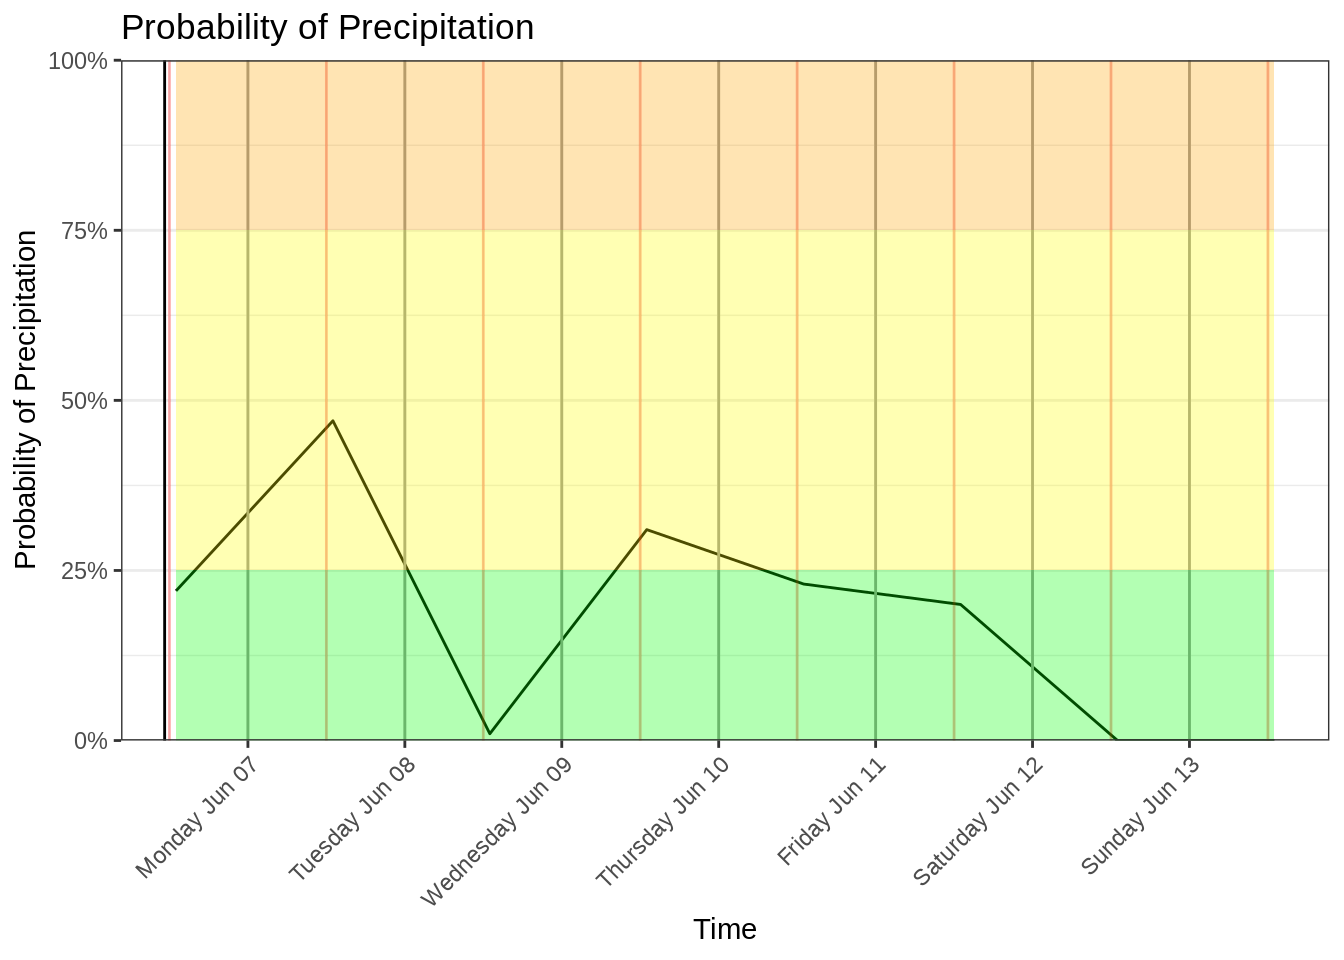 Probability of Precipitation
Probability of Precipitation
100%
75%
50%
25%
0%
Monday Jun 07
Tuesday Jun 08
Wednesday Jun 09
Thursday Jun 10
Friday Jun 11
Saturday Jun 12
Sunday Jun 13
Time